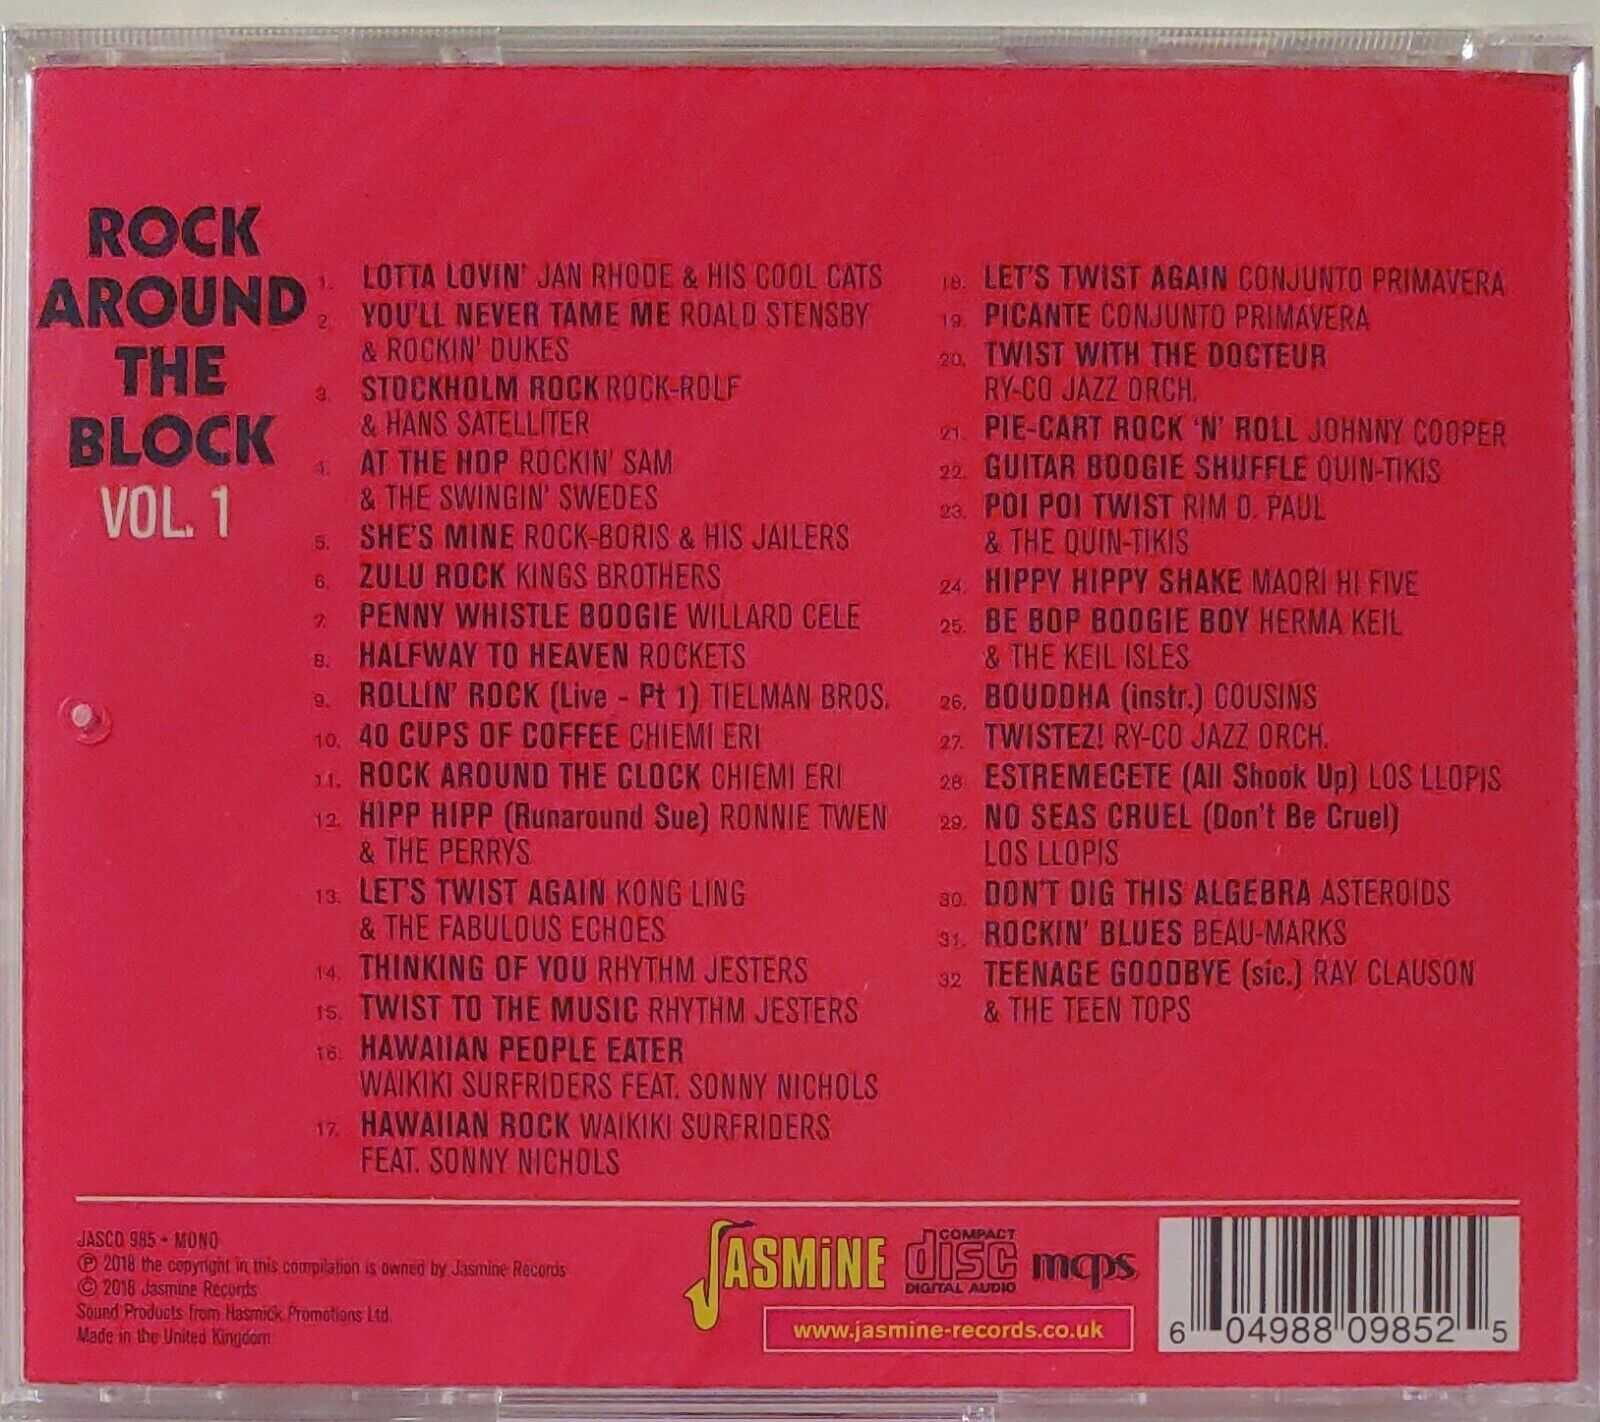 ROCK
AROUND
THE
BLOCK
VOL. 1
1. LOTTA LOVIN' JAN RHODE & HIS COOL CATS
2. YOU'LL NEVER TAME ME ROALD STENSBY
& ROCKIN' DUKES
3. STOCKHOLM ROCK ROCK-ROLF
& HANS SATELLITER
4. AT THE HOP ROCKIN' SAM
& THE SWINGIN' SWEDES
5. SHE'S MINE ROCK-BORIS & HIS JAILERS
6. ZULU ROCK KINGS BROTHERS
7. PENNY WHISTLE BOOGIE WILLARD CELE
8. HALFWAY TO HEAVEN ROCKETS
9. ROLLIN' ROCK (Live - Pt 1) TIELMAN BROS.
10. 40 CUPS OF COFFEE CHIEMI ERI
11. ROCK AROUND THE CLOCK CHIEMI ERI
12. HIPP HIPP (Runaround Sue) RONNIE TWEN
& THE PERRYS
13. LET'S TWIST AGAIN KONG LING
& THE FABULOUS ECHOES
14. THINKING OF YOU RHYTHM JESTERS
15. TWIST TO THE MUSIC RHYTHM JESTERS
16. HAWAIIAN PEOPLE EATER
WAIKIKI SURFRIDERS FEAT. SONNY NICHOLS
17. HAWAIIAN ROCK WAIKIKI SURFRIDERS
FEAT. SONNY NICHOLS
18. LET'S TWIST AGAIN CONJUNTO PRIMAVERA
19. PICANTE CONJUNTO PRIMAVERA
20. TWIST WITH THE DOCTEUR
RY-CO JAZZ ORCH.
21. PIE-CART ROCK 'N' ROLL JOHNNY COOPER
22. GUITAR BOOGIE SHUFFLE QUIN-TIKIS
23. POI POI TWIST RIM D. PAUL
& THE QUIN-TIKIS
24. HIPPY HIPPY SHAKE MAORI HI FIVE
25. BE BOP BOOGIE BOY HERMA KEIL
& THE KEIL ISLES
26. BOUDDHA (instr.) COUSINS
27. TWISTEZ! RY-CO JAZZ ORCH.
28. ESTREMECETE (All Shook Up) LOS LLOPIS
29. NO SEAS CRUEL (Don't Be Cruel)
LOS LLOPIS
30. DON'T DIG THIS ALGEBRA ASTEROIDS
31. ROCKIN' BLUES BEAU-MARKS
32 TEENAGE GOODBYE (sic.) RAY CLAUSON
& THE TEEN TOPS
JASCD 985 • MONO
℗ 2018 the copyright in this compilation is owned by Jasmine Records
© 2018 Jasmine Records
Sound Products from Hasmick Promotions Ltd.
Made in the United Kingdom
JASMiNE
COMPACT
disc
DIGITAL AUDIO
mcps
www.jasmine-records.co.uk
6 04988 09852 5